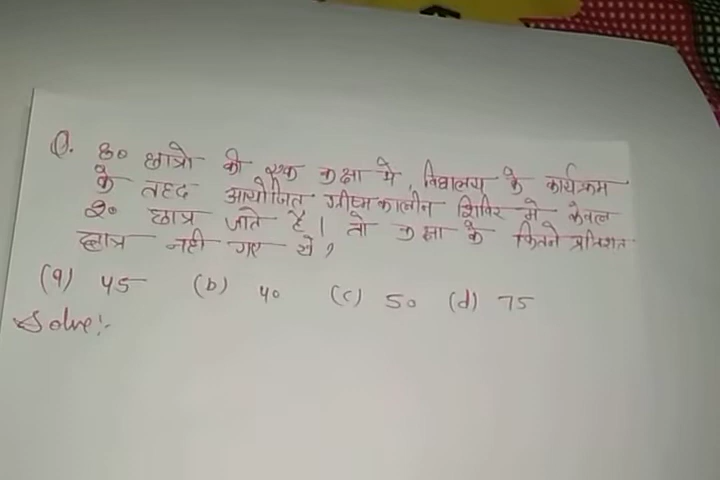 Q. 80 छात्रो की एक कक्षा मे, विद्यालय के कार्यक्रम
के तहद आयोजित ग्रीष्मकालीन शिविर मे केवल
20 छात्र जाते है। तो कक्षा के कितने प्रतिशत
छात्र नही गए थे?
(a) 45 (b) 40 (c) 50 (d) 75
Solve:-